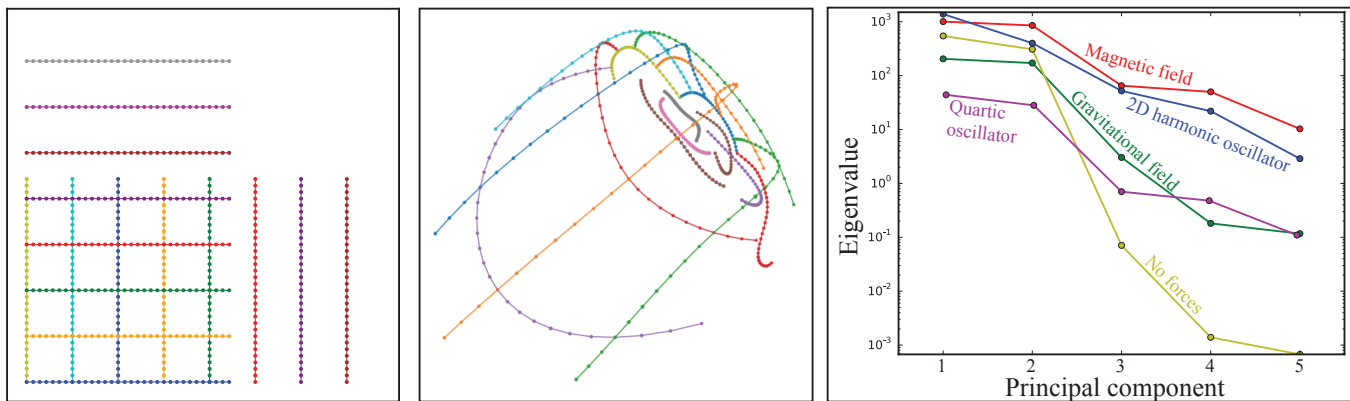 Eigenvalue
10³
10²
10¹
10⁰
10⁻¹
10⁻²
10⁻³
Magnetic field
2D harmonic oscillator
Gravitational field
Quartic
oscillator
No forces
1 2 3 4 5
Principal component